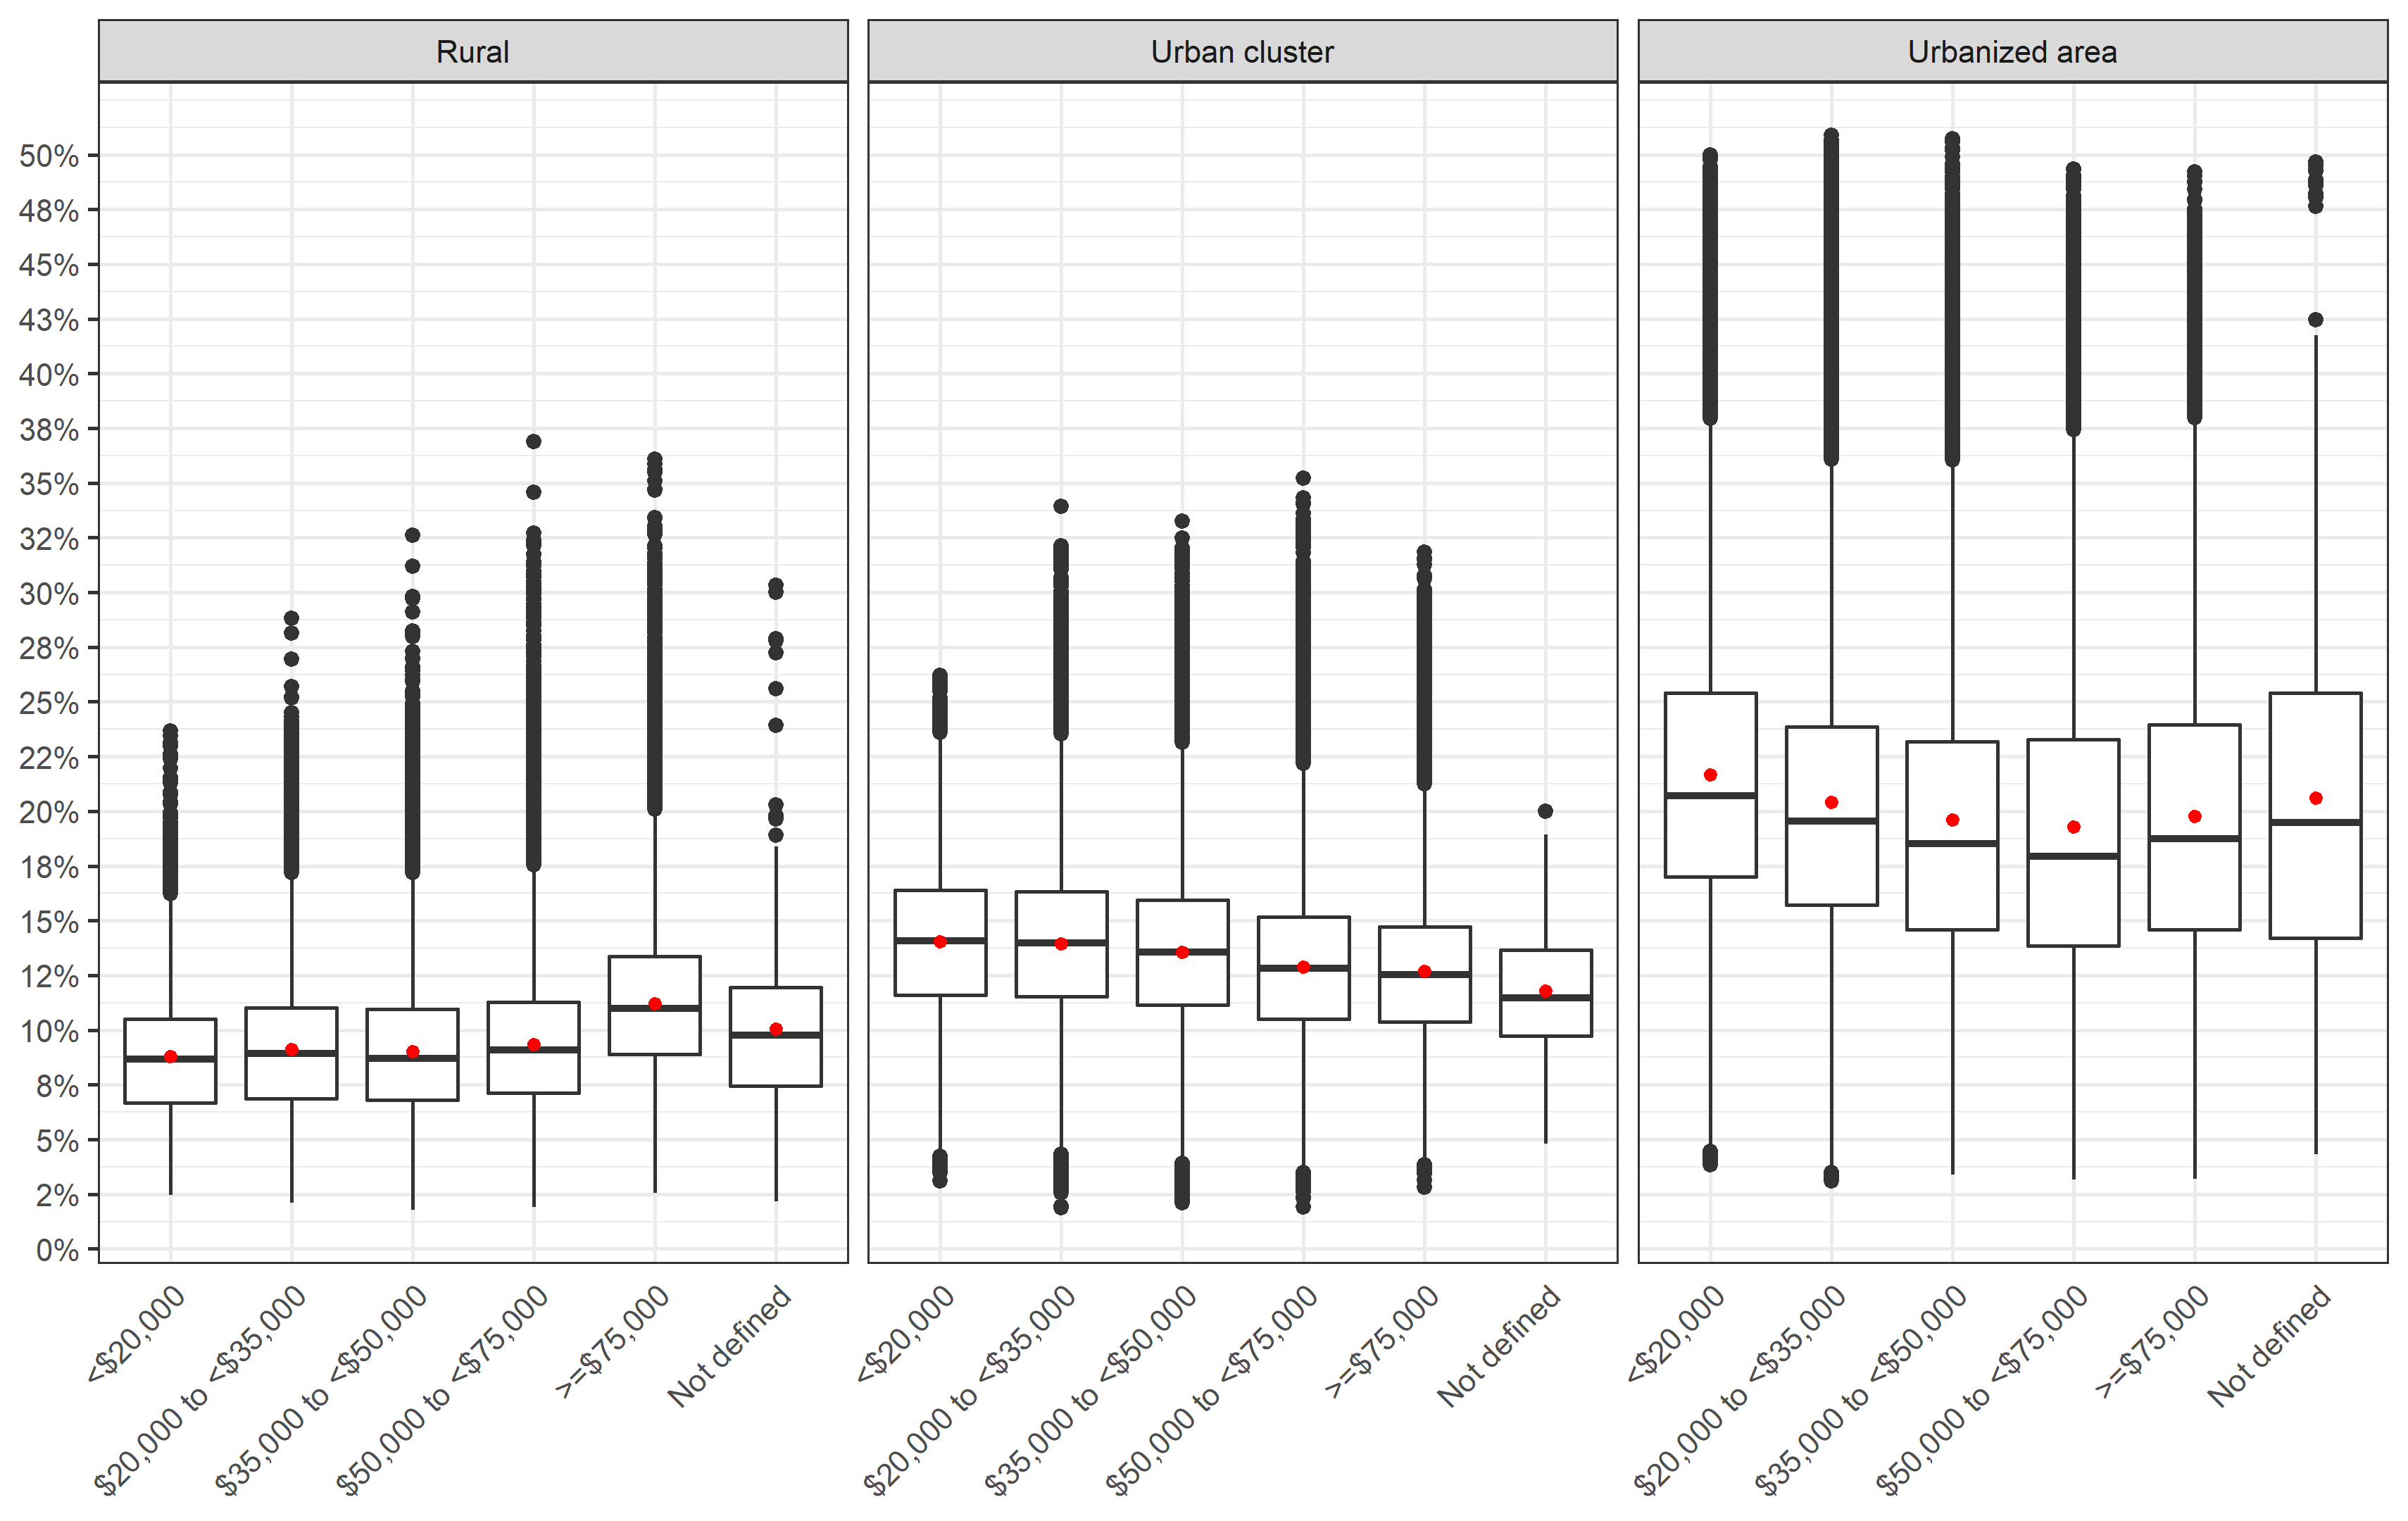 Rural
Urban cluster
Urbanized area
50%
48%
45%
43%
40%
38%
35%
32%
30%
28%
25%
22%
20%
18%
15%
12%
10%
8%
5%
2%
0%
<$20,000
$20,000 to <$35,000
$35,000 to <$50,000
$50,000 to <$75,000
>=$75,000
Not defined
<$20,000
$20,000 to <$35,000
$35,000 to <$50,000
$50,000 to <$75,000
>=$75,000
Not defined
<$20,000
$20,000 to <$35,000
$35,000 to <$50,000
$50,000 to <$75,000
>=$75,000
Not defined